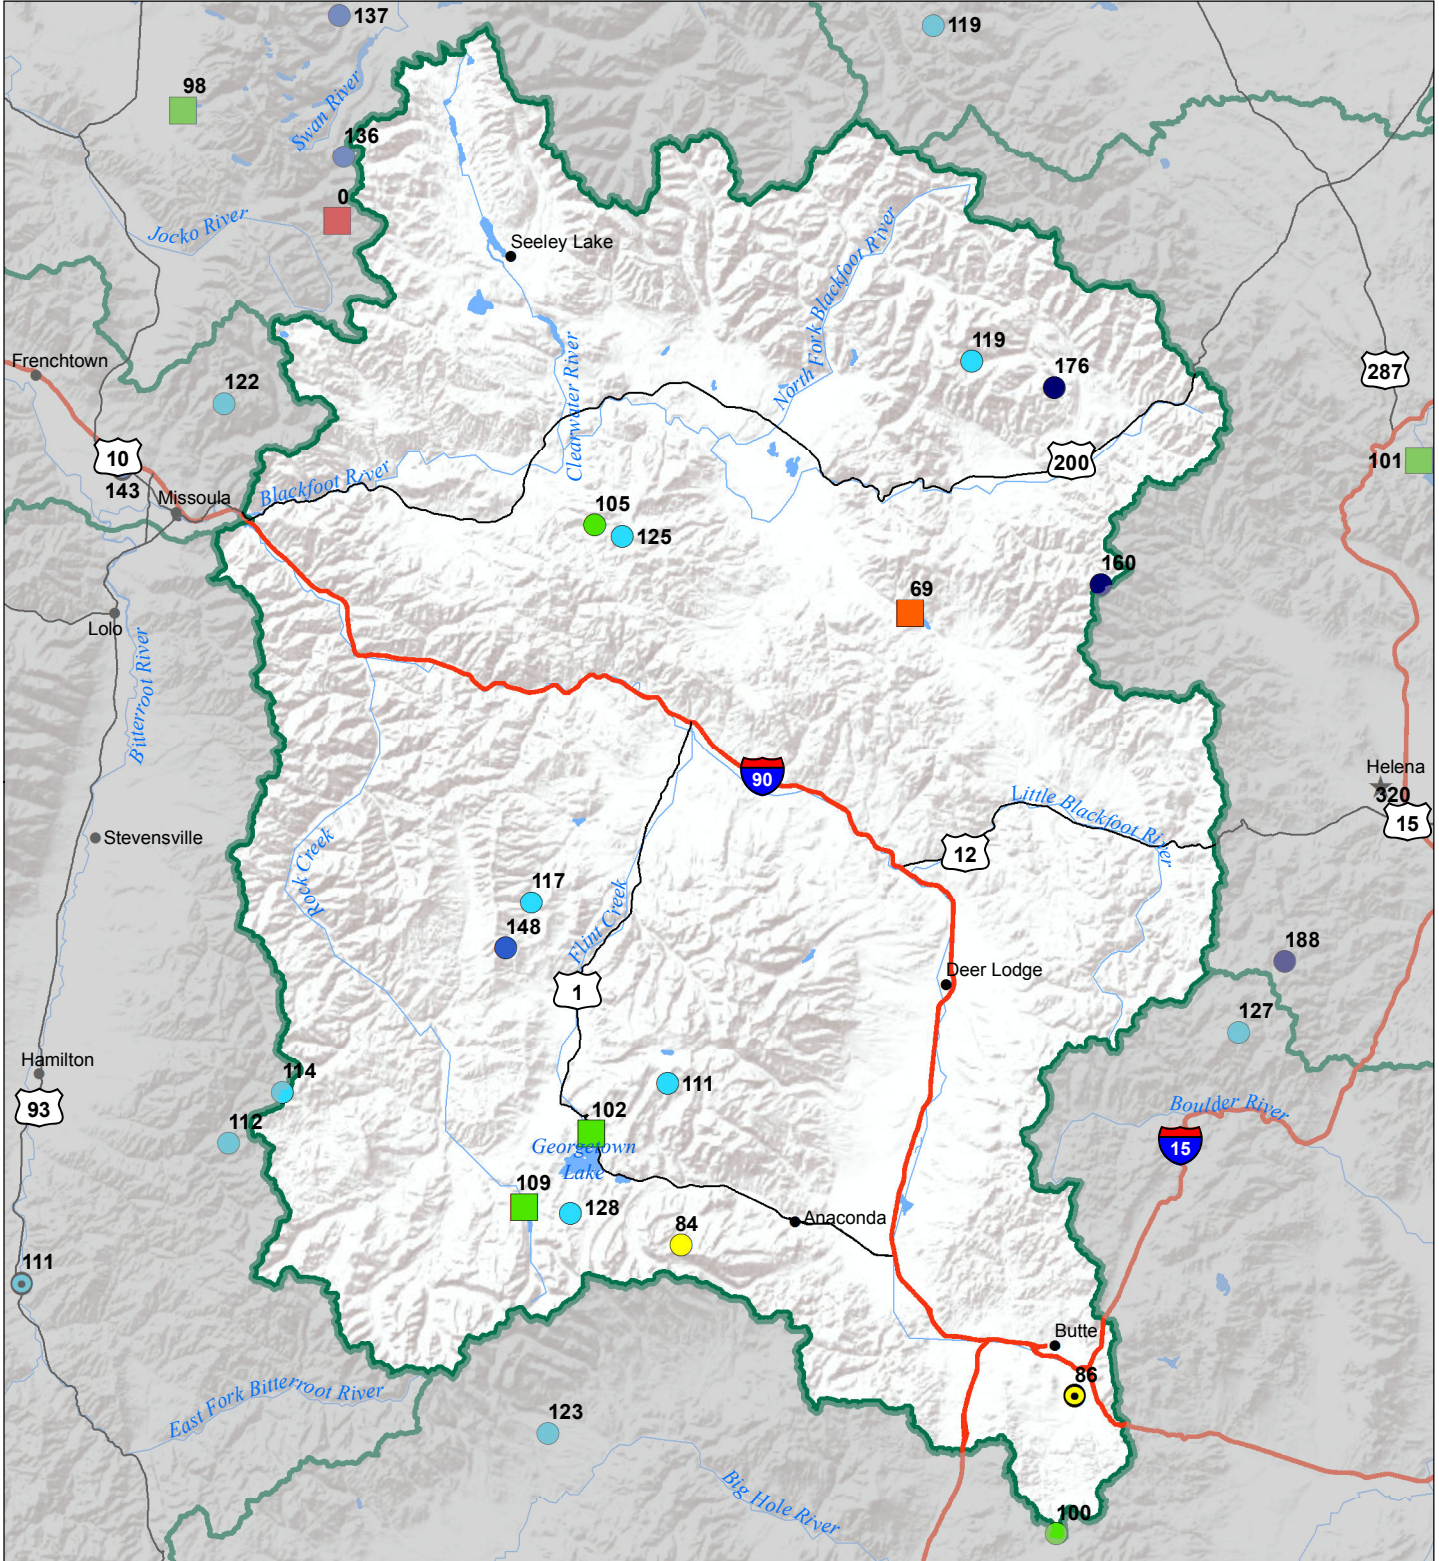 137
119
98
Swan River
136
0
Jocko River
Seeley Lake
North Fork Blackfoot River
Clearwater River
119
176
Frenchtown
122
287
10
143
Missoula
Blackfoot River
200
101
105
125
160
69
Lolo
Bitterroot River
90
Helena
320
15
Little Blackfoot River
12
Stevensville
Rock Creek
117
148
Flint Creek
1
Deer Lodge
188
127
Hamilton
93
114
111
112
102
Georgetown
Lake
Boulder River
15
109
128
84
Anaconda
111
Butte
86
East Fork Bitterroot River
123
Big Hole River
100